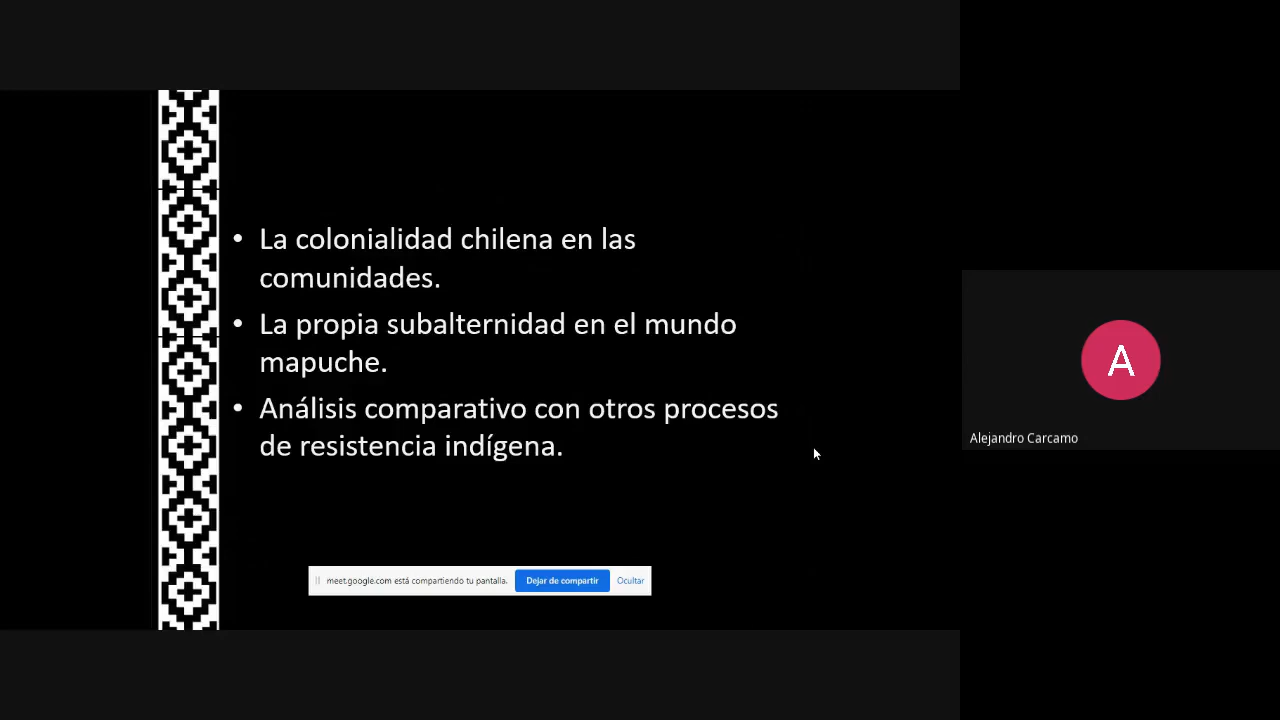 • La colonialidad chilena en las
comunidades.
• La propia subalternidad en el mundo
mapuche.
• Análisis comparativo con otros procesos
de resistencia indígena.
A
Alejandro Carcamo
meet.google.com está compartiendo tu pantalla. Dejar de compartir Ocultar